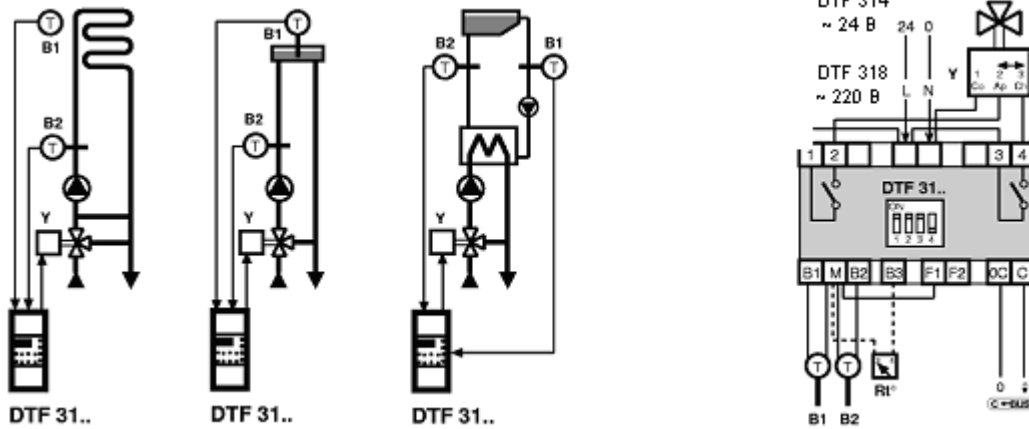 T
B1
B2
T
Y
DTF 31..
T
B1
B2
T
Y
DTF 31..
B2
T
B1
T
Y
DTF 31..
DTF 314
~ 24 В
24 0
DTF 318
~ 220 В
L N
Y
1 2 3
Co Ap
1 2 3 4
DTF 31..
ON
1 2 3 4
B1 M B2 B3 F1 F2 0C C
T T
Rt°
B1 B2
0
C-BUS